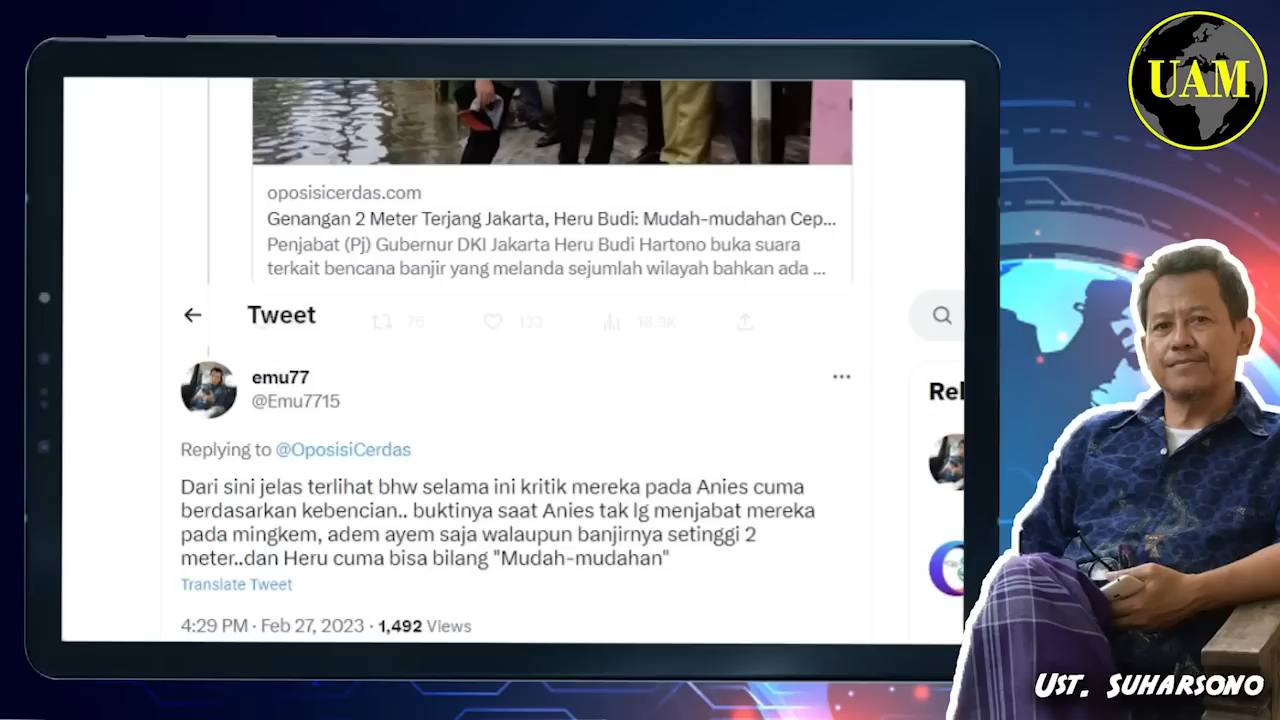 UAM
oposisicerdas.com
Genangan 2 Meter Terjang Jakarta, Heru Budi: Mudah-mudahan Cep...
Penjabat (Pj) Gubernur DKI Jakarta Heru Budi Hartono buka suara
terkait bencana banjir yang melanda sejumlah wilayah bahkan ada ...
Tweet
76 133 18.3K
emu77
@Emu7715
Rel
Replying to @OposisiCerdas
Dari sini jelas terlihat bhw selama ini kritik mereka pada Anies cuma
berdasarkan kebencian.. buktinya saat Anies tak lg menjabat mereka
pada mingkem, adem ayem saja walaupun banjirnya setinggi 2
meter..dan Heru cuma bisa bilang "Mudah-mudahan"
Translate Tweet
4:29 PM · Feb 27, 2023 · 1,492 Views
UST. SUHARSONO